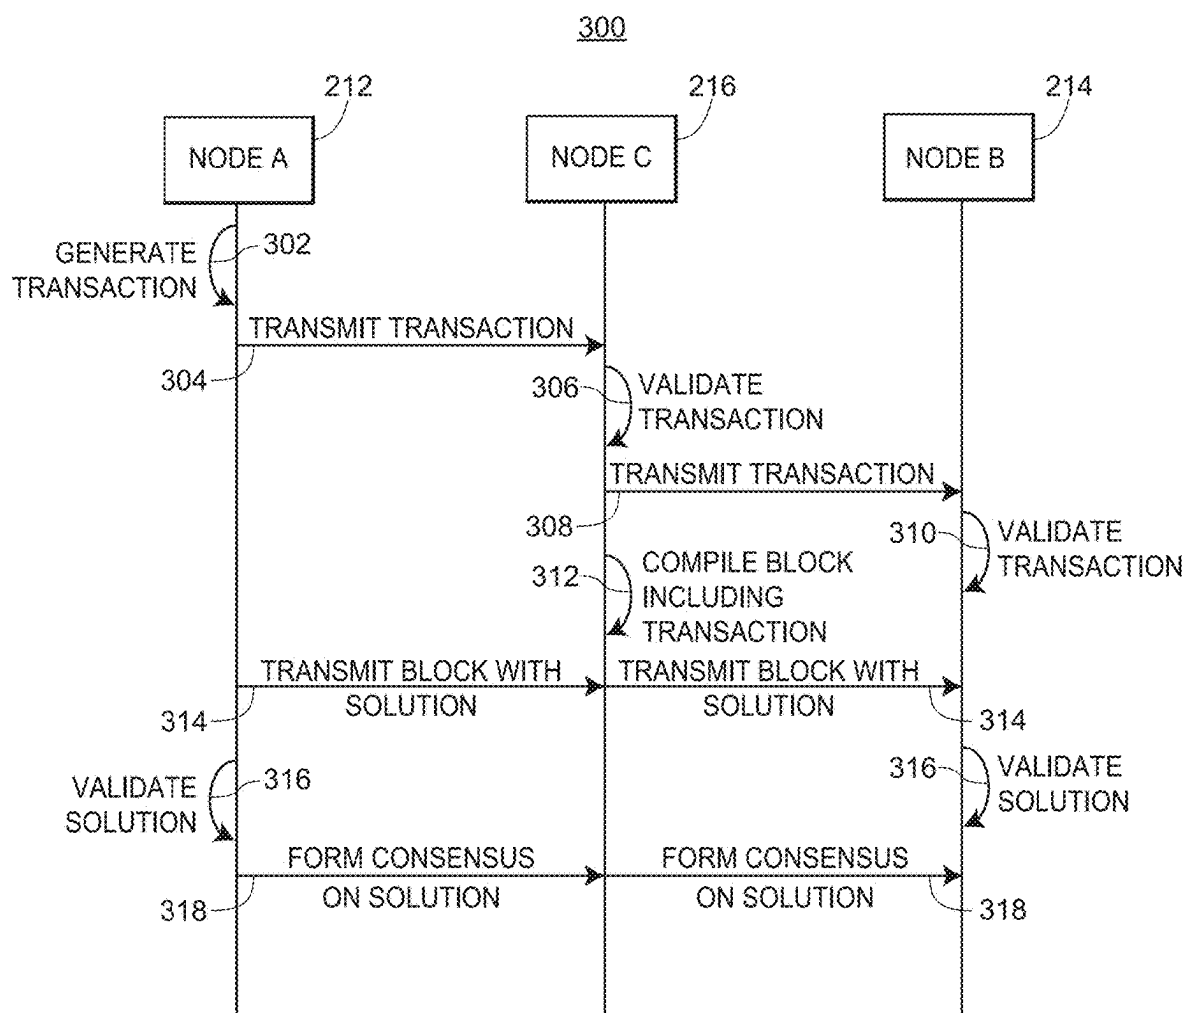 300
212
216
214
NODE A
NODE C
NODE B
GENERATE
TRANSACTION
302
TRANSMIT TRANSACTION
304
306
VALIDATE
TRANSACTION
TRANSMIT TRANSACTION
308
310
VALIDATE
TRANSACTION
312
COMPILE BLOCK
INCLUDING
TRANSACTION
TRANSMIT BLOCK WITH
SOLUTION
314
TRANSMIT BLOCK WITH
SOLUTION
314
VALIDATE
SOLUTION
316
316
VALIDATE
SOLUTION
FORM CONSENSUS
ON SOLUTION
318
FORM CONSENSUS
ON SOLUTION
318